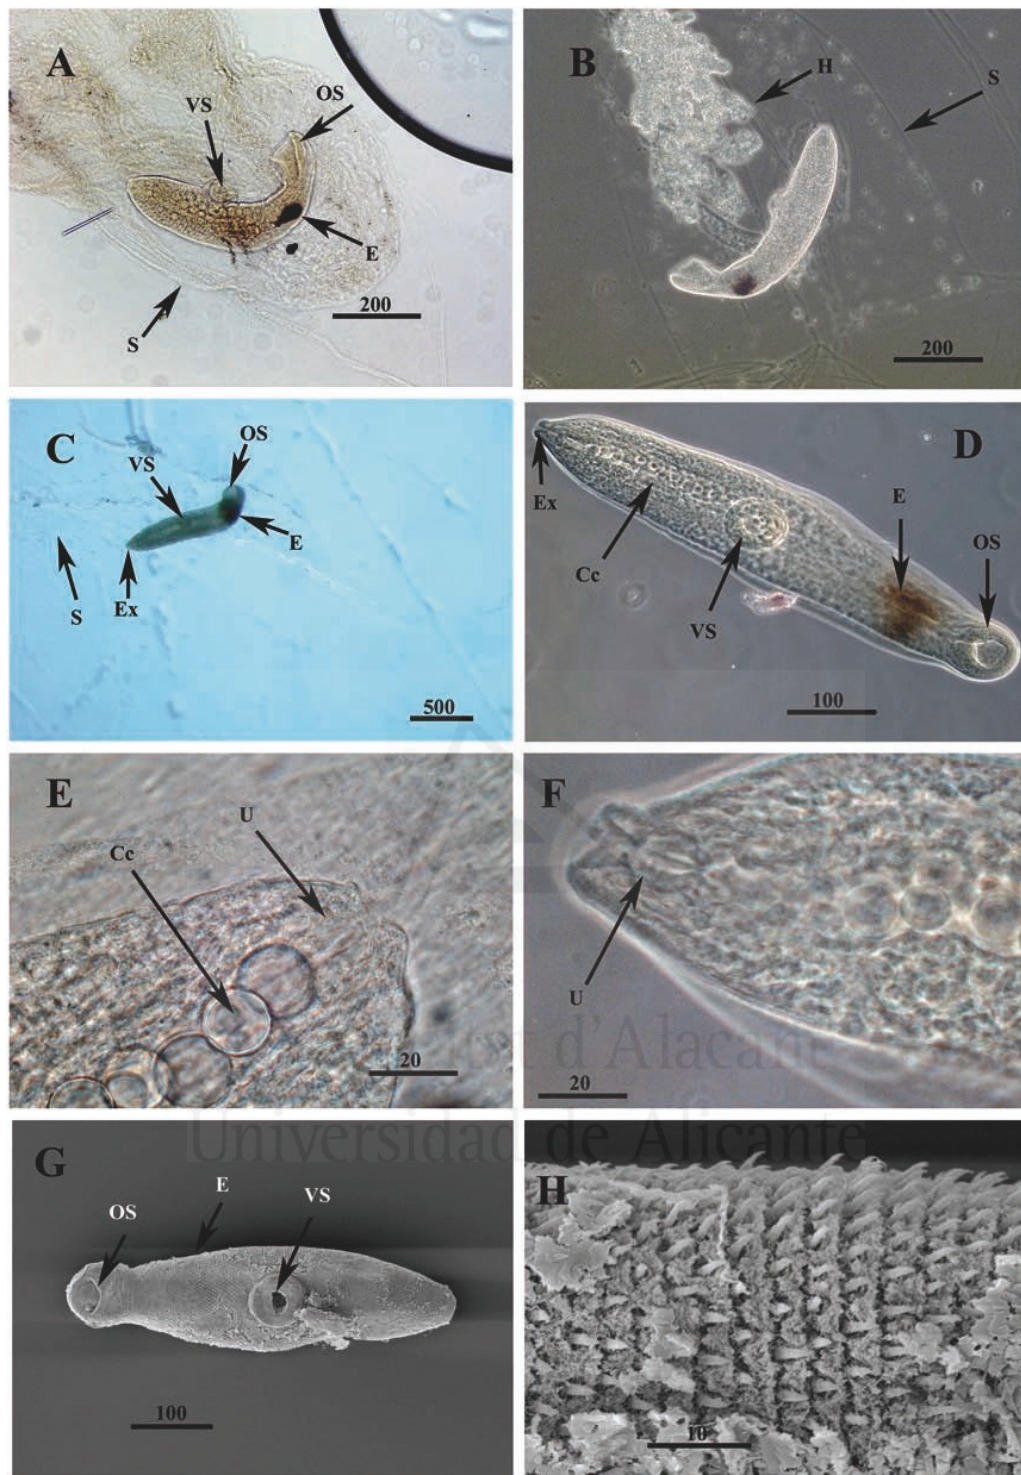 A
VS
OS
E
S
200
B
H
S
200
C
OS
VS
E
S
Ex
500
D
E
OS
Ex
Cc
VS
100
E
U
Cc
20
F
U
20
G
E
VS
OS
100
H
10
d'Alacant
Universidad de Alicante